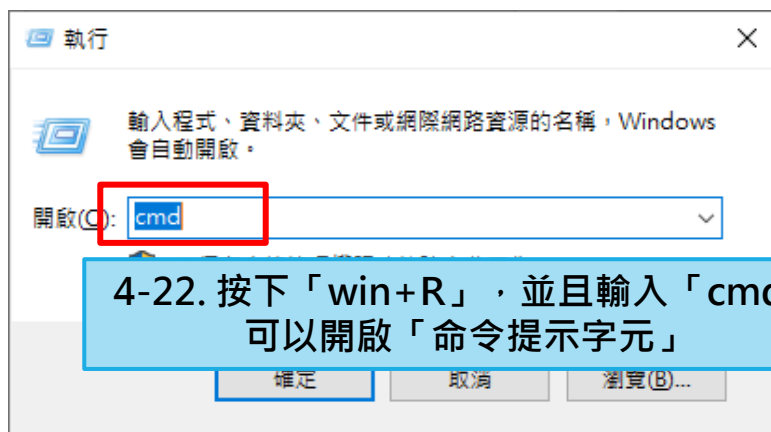 執行
輸入程式、資料夾、文件或網際網路資源的名稱，Windows
會自動開啟。
開啟(O): cmd
4-22. 按下「win+R」，並且輸入「cmd
可以開啟「命令提示字元」
確定 取消 瀏覽(B)...